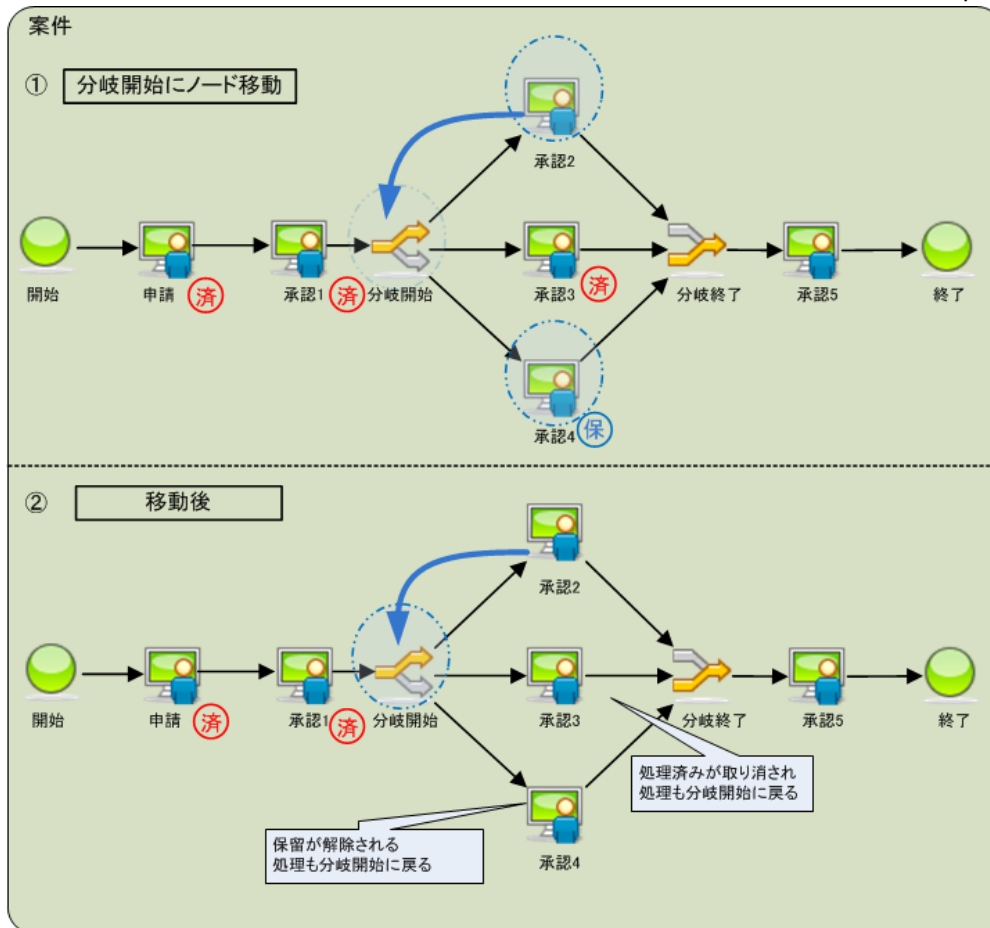 案件
① 分岐開始にノード移動
承認2
開始
申請
済
承認1
済
分岐開始
承認3
済
分岐終了
承認5
終了
承認4
保
② 移動後
承認2
開始
申請
済
承認1
済
分岐開始
承認3
分岐終了
承認5
終了
処理済みが取り消され
処理も分岐開始に戻る
保留が解除される
処理も分岐開始に戻る
承認4